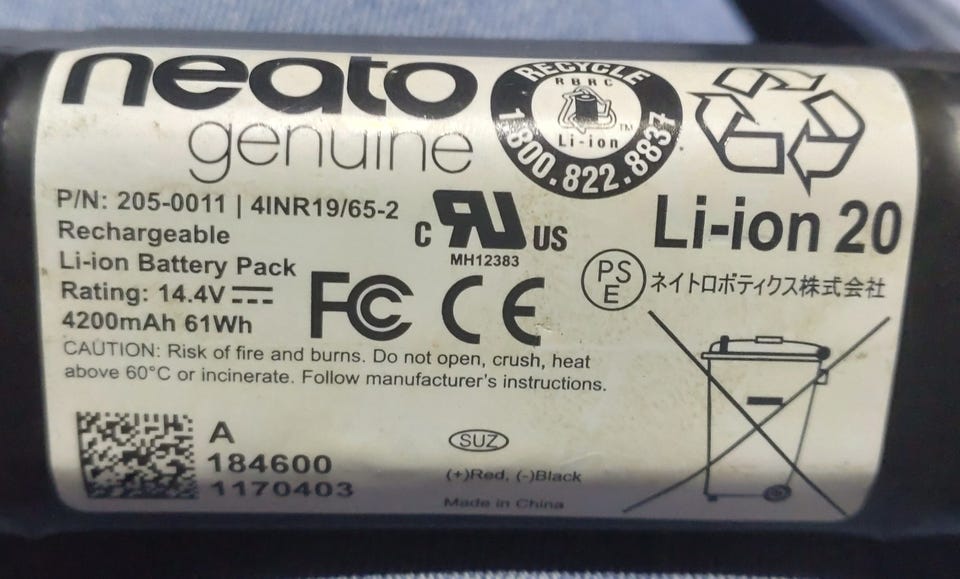 neato
genuine
RECYCLE
RBRC
Li-ion
TM
1.800.822.8837
P/N: 205-0011 | 4INR19/65-2
Rechargeable
Li-ion Battery Pack
Rating: 14.4V
4200mAh 61Wh
C RU US
MH12383
FC CE
Li-ion 20
PS
E
ネイトロボティクス株式会社
CAUTION: Risk of fire and burns. Do not open, crush, heat
above 60°C or incinerate. Follow manufacturer's instructions.
A
184600
1170403
SUZ
(+)Red, (-)Black
Made in China